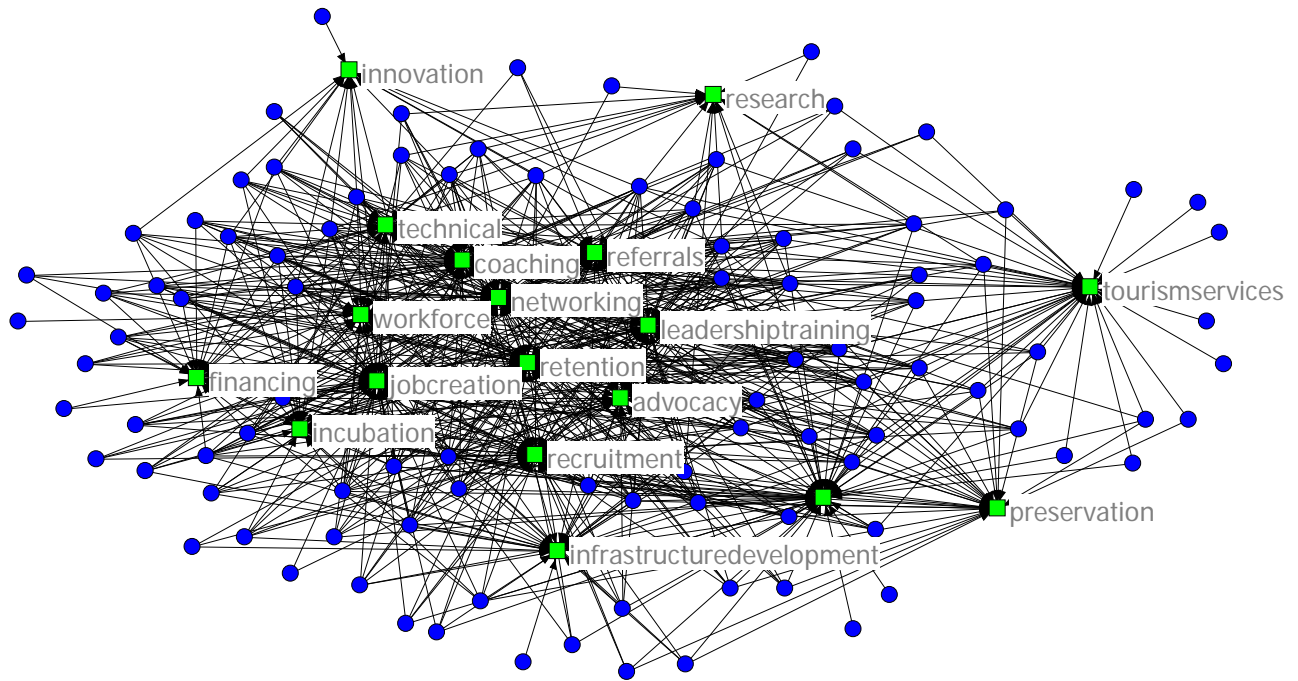 innovation
research
technical
coaching
referrals
tourismservices
networking
workforce
leadershiptraining
retention
financing
jobcreation
advocacy
incubation
recruitment
preservation
infrastructuredevelopment